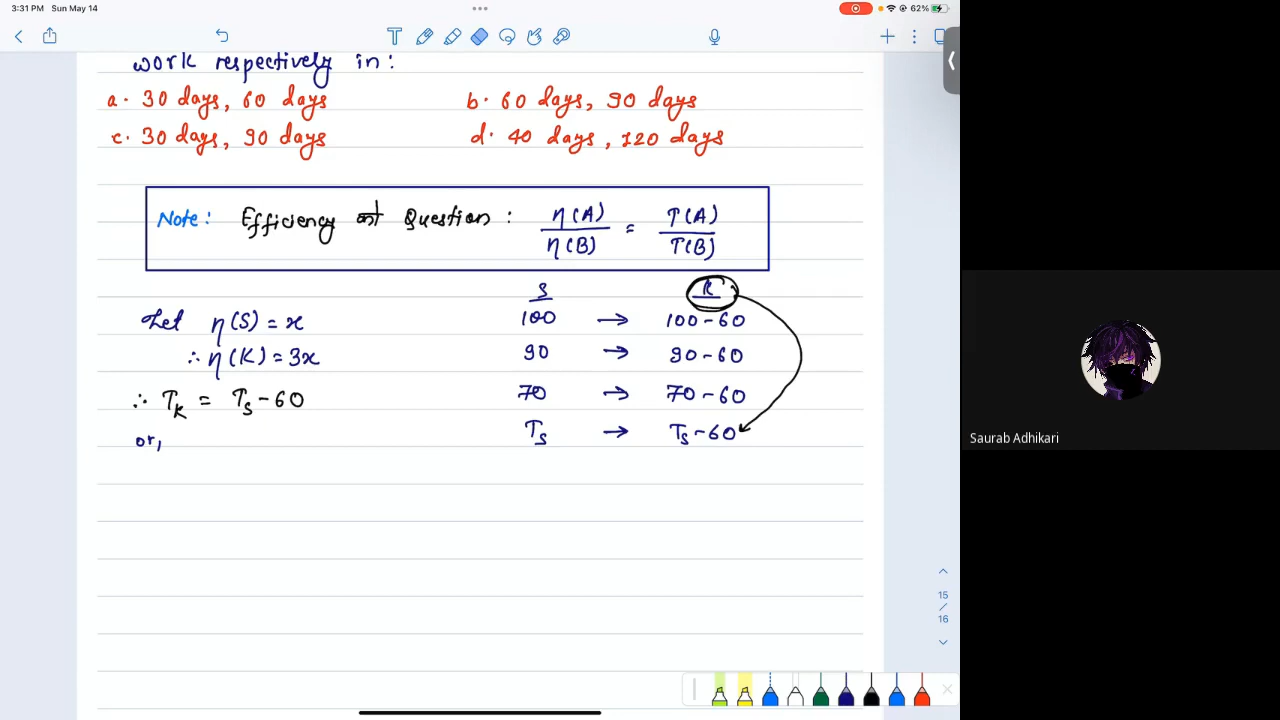 3:31 PM Sun May 14
62%
work respectively in:
a. 30 days, 60 days
b. 60 days, 90 days
c. 30 days, 90 days
d. 40 days, 120 days
Note: Efficiency Question: η(A)/η(B) = T(A)/T(B)
S K
Let η(S) = x
100 → 100-60
∴ η(K) = 3x
90 → 90-60
∴ T_K = T_S - 60
70 → 70-60
or,
T_S → T_S-60
Saurab Adhikari
15
/
16